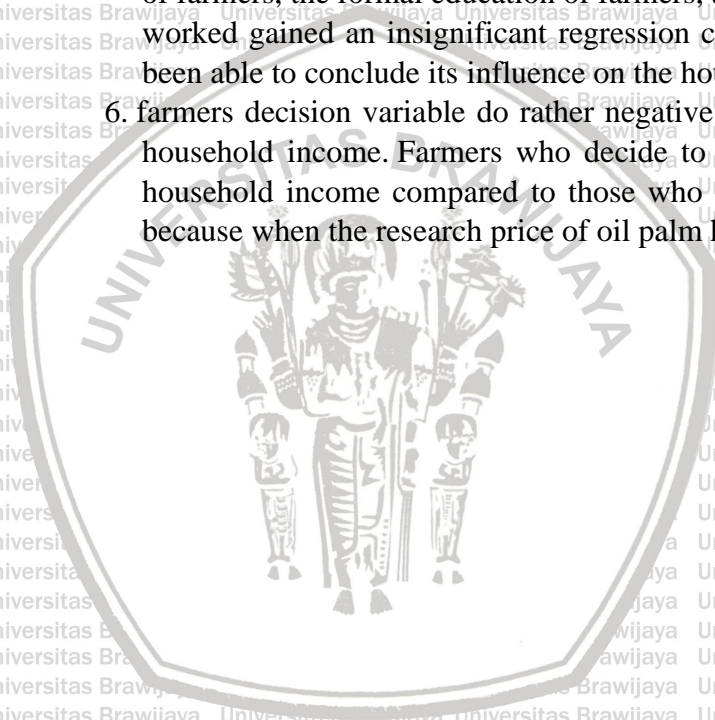 of farmers, the formal education of farmers,
worked gained an insignificant regression c
been able to conclude its influence on the hou
6. farmers decision variable do rather negative
household income. Farmers who decide to
household income compared to those who
because when the research price of oil palm
UNIVERSITAS BRAWIJAYA